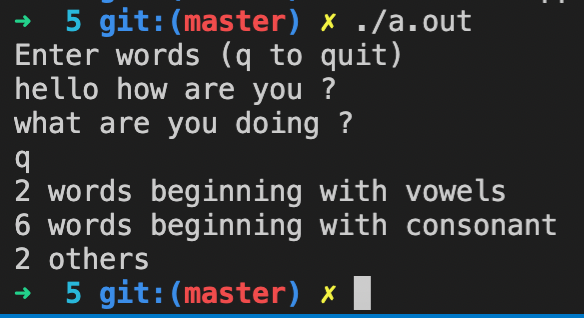 ➜  5 git:(master) ✗ ./a.out
Enter words (q to quit)
hello how are you ?
what are you doing ?
q
2 words beginning with vowels
6 words beginning with consonant
2 others
➜  5 git:(master) ✗